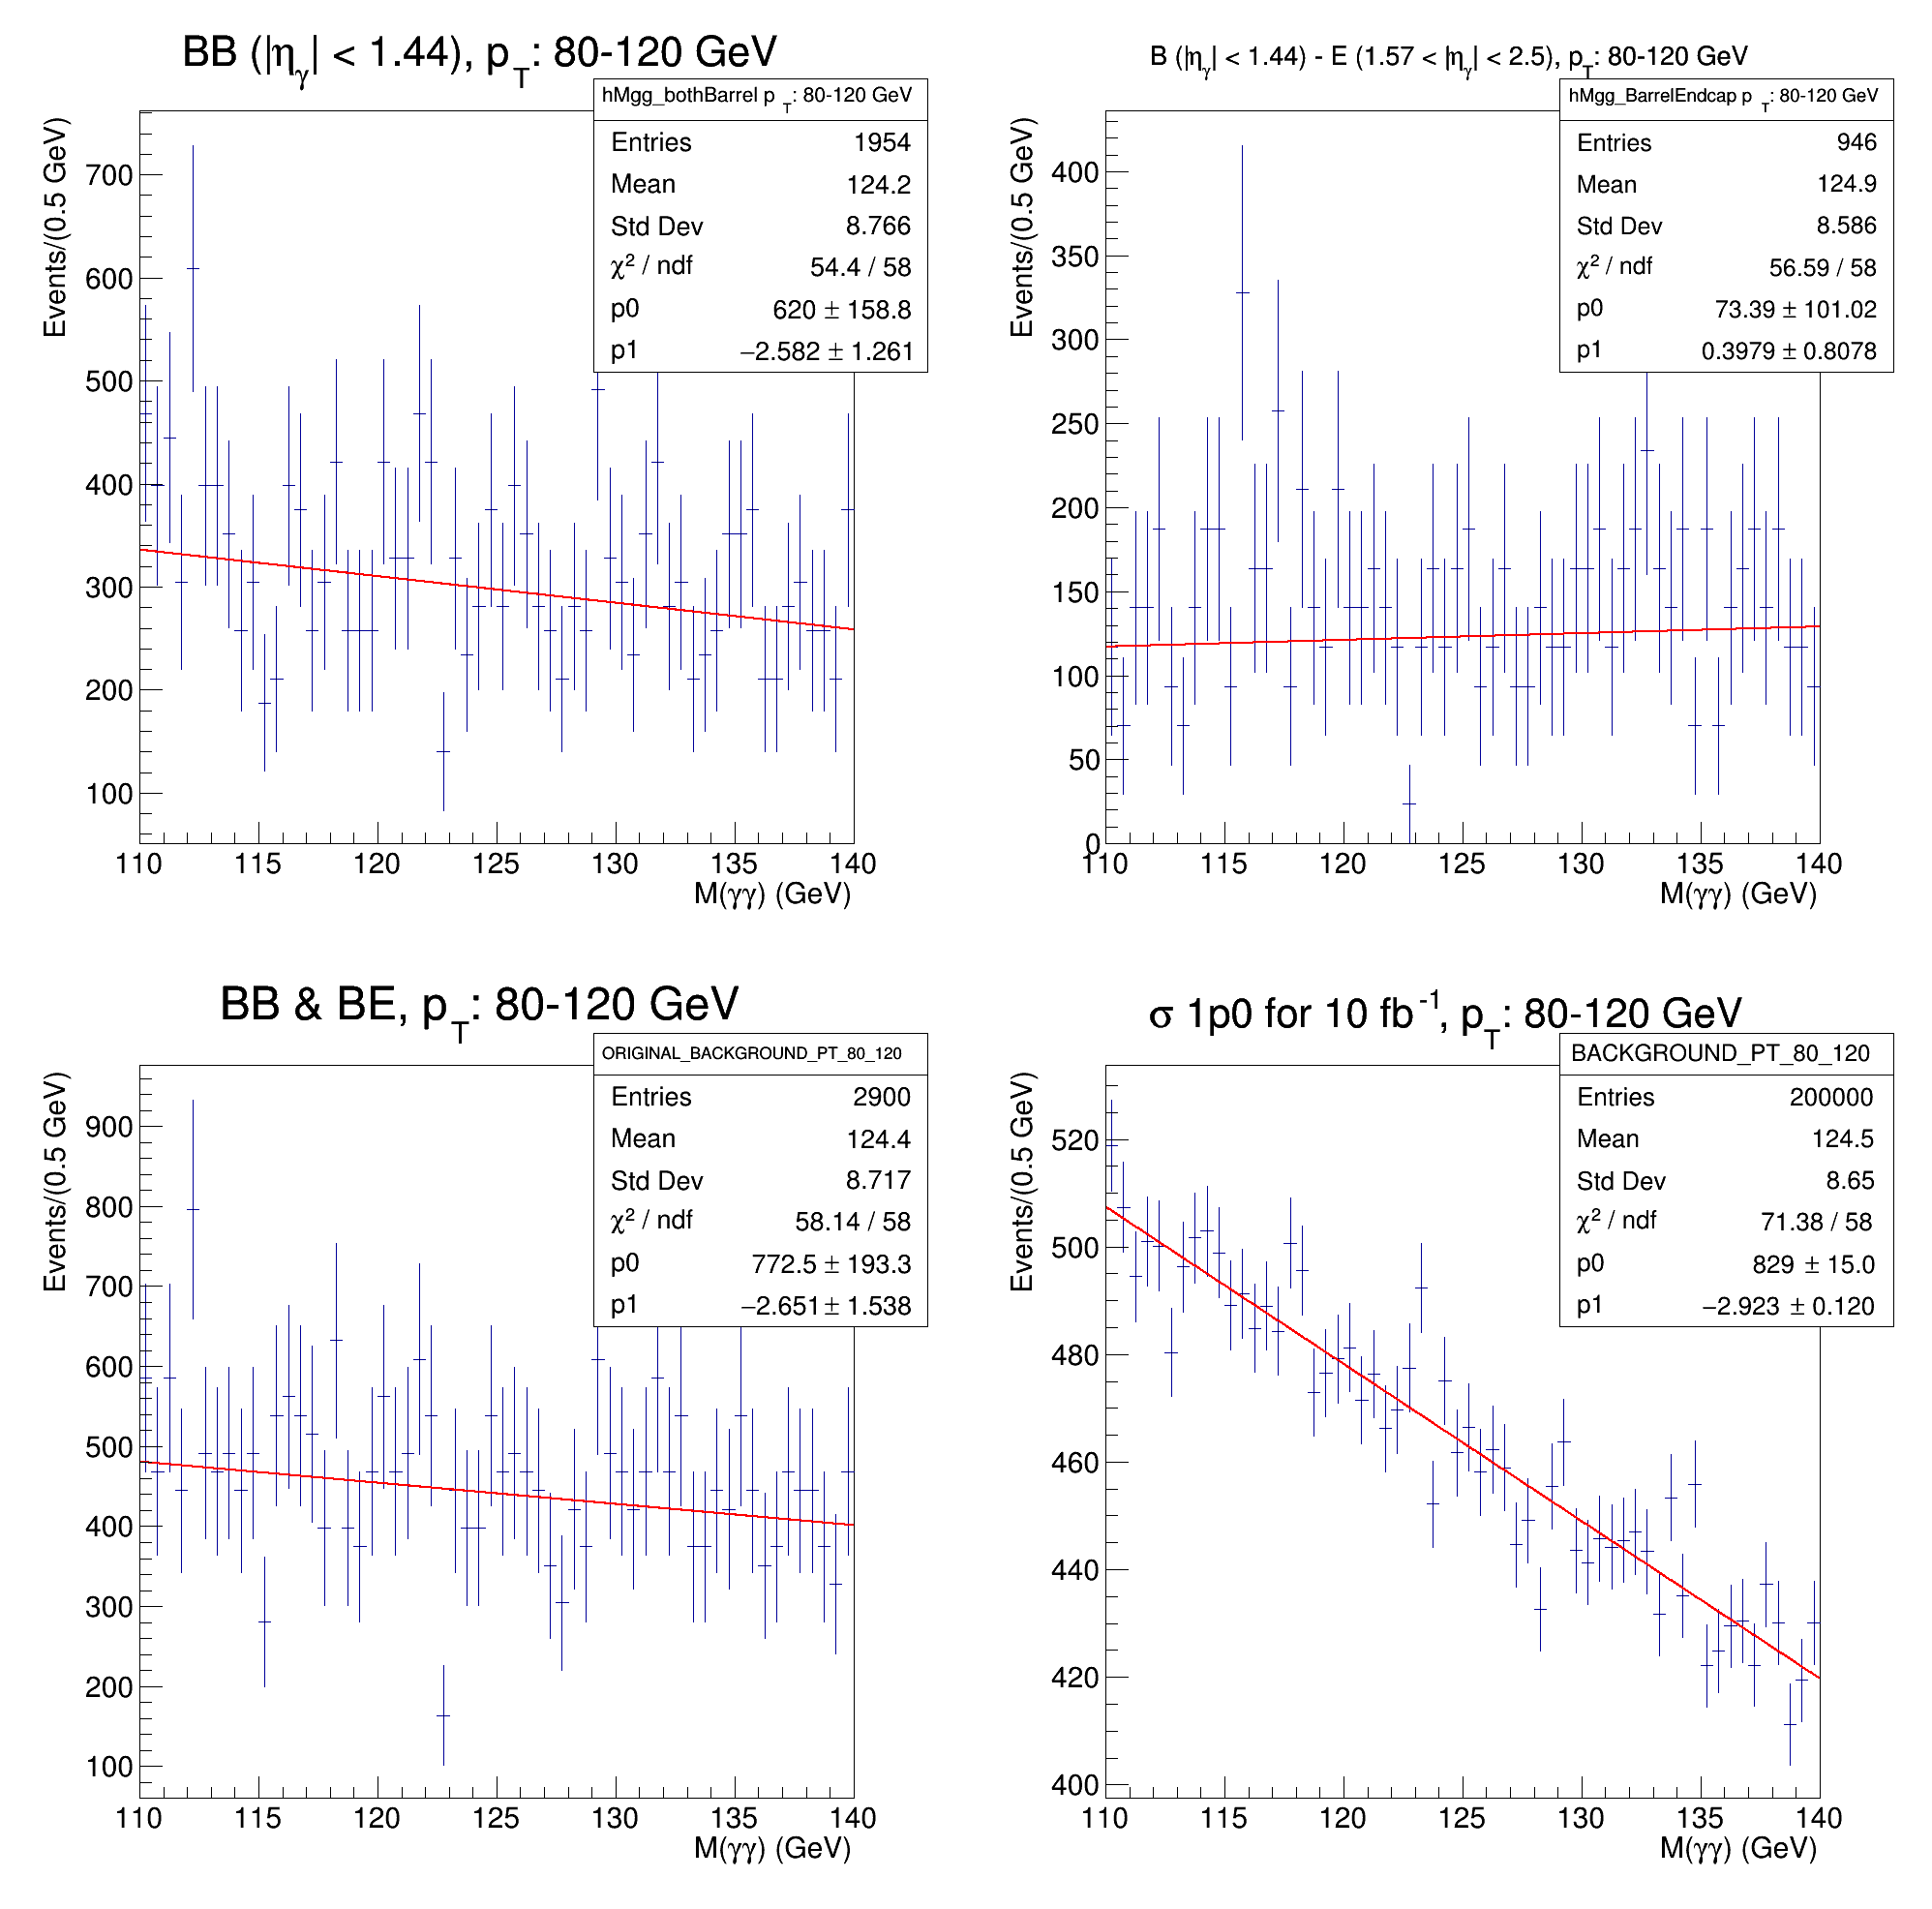 BB (|ηγ| < 1.44), pT: 80-120 GeV
hMgg_bothBarrel p T: 80-120 GeV
Entries 1954
Mean 124.2
Std Dev 8.766
χ² / ndf 54.4 / 58
p0 620 ± 158.8
p1 −2.582 ± 1.261
Events/(0.5 GeV)
700
600
500
400
300
200
100
110 115 120 125 130 135 140
M(γγ) (GeV)
B (|ηγ| < 1.44) - E (1.57 < |ηγ| < 2.5), pT: 80-120 GeV
hMgg_BarrelEndcap p T: 80-120 GeV
Entries 946
Mean 124.9
Std Dev 8.586
χ² / ndf 56.59 / 58
p0 73.39 ± 101.02
p1 0.3979 ± 0.8078
Events/(0.5 GeV)
400
350
300
250
200
150
100
50
0
110 115 120 125 130 135 140
M(γγ) (GeV)
BB & BE, pT: 80-120 GeV
ORIGINAL_BACKGROUND_PT_80_120
Entries 2900
Mean 124.4
Std Dev 8.717
χ² / ndf 58.14 / 58
p0 772.5 ± 193.3
p1 −2.651 ± 1.538
Events/(0.5 GeV)
900
800
700
600
500
400
300
200
100
110 115 120 125 130 135 140
M(γγ) (GeV)
σ 1p0 for 10 fb⁻¹, pT: 80-120 GeV
BACKGROUND_PT_80_120
Entries 200000
Mean 124.5
Std Dev 8.65
χ² / ndf 71.38 / 58
p0 829 ± 15.0
p1 −2.923 ± 0.120
Events/(0.5 GeV)
520
500
480
460
440
420
400
110 115 120 125 130 135 140
M(γγ) (GeV)